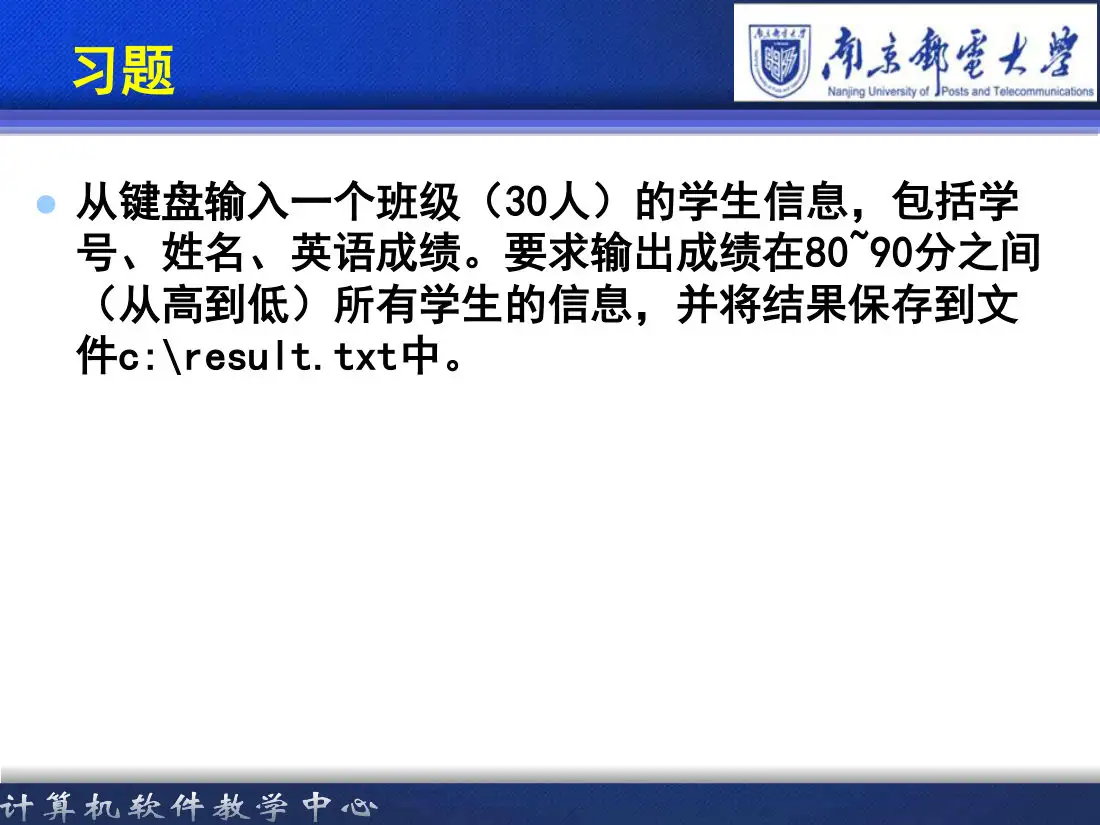 习题
南京邮电大学
Nanjing University of Posts and Telecommunications
从键盘输入一个班级（30人）的学生信息，包括学
号、姓名、英语成绩。要求输出成绩在80~90分之间
（从高到低）所有学生的信息，并将结果保存到文
件c:\result.txt中。
计算机软件教学中心